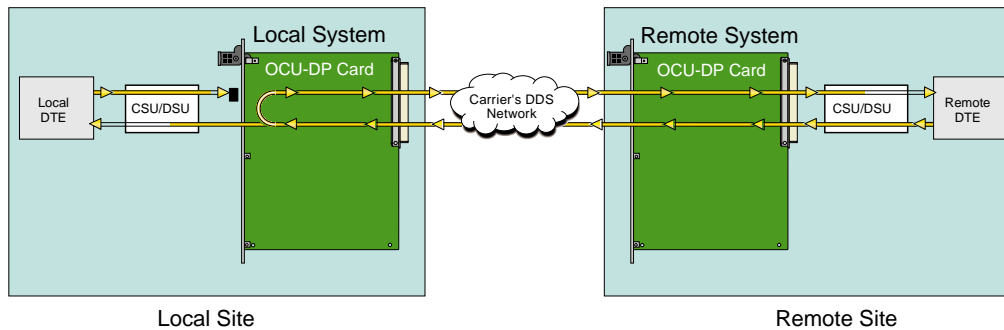 Local System
Remote System
OCU-DP Card
OCU-DP Card
Local
DTE
CSU/DSU
Carrier's DDS
Network
CSU/DSU
Remote
DTE
Local Site
Remote Site